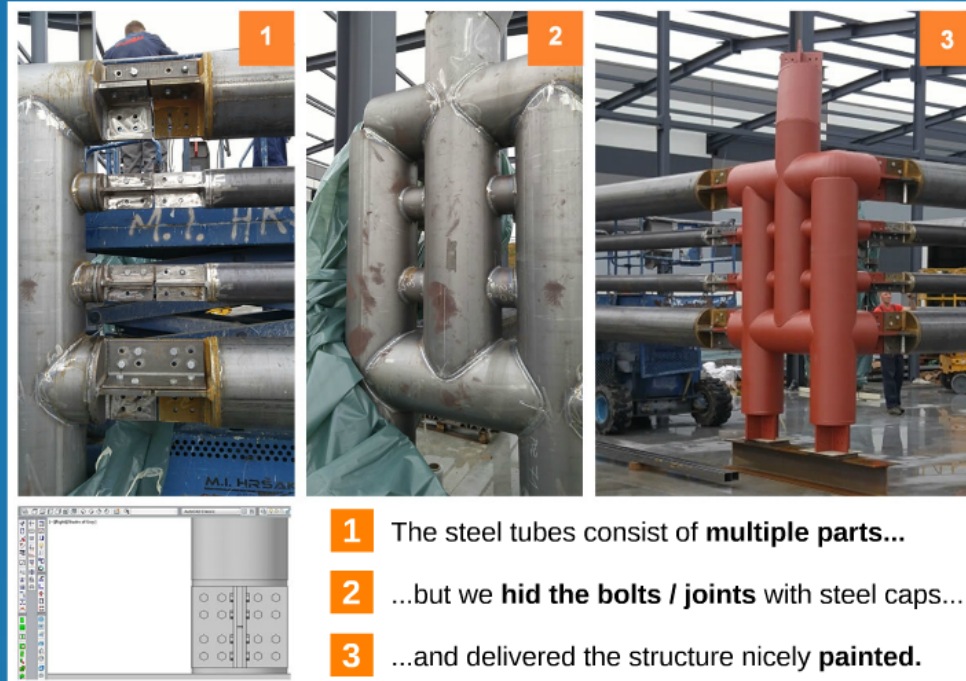 1
2
3
M.I. HR
M.I. HRŠAK
1 The steel tubes consist of multiple parts...
2 ...but we hid the bolts / joints with steel caps...
3 ...and delivered the structure nicely painted.